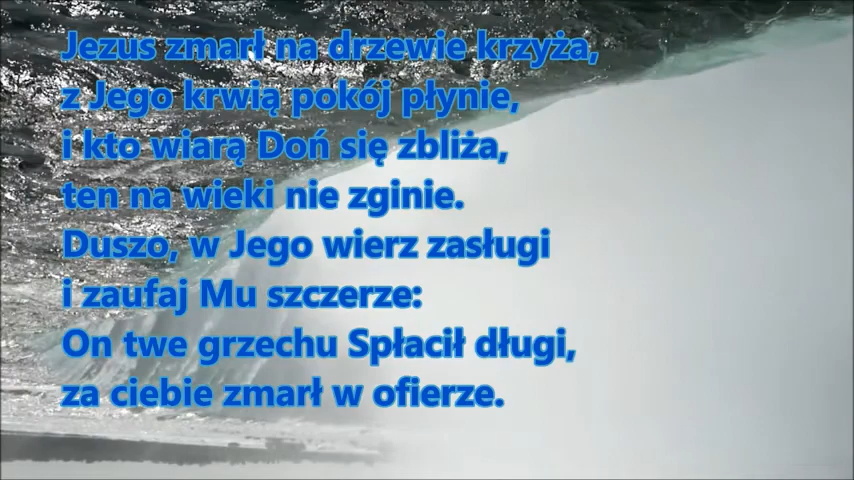 Jezus zmarł na drzewie krzyża,
z Jego krwią pokój płynie,
i kto wiarą Doń się zbliża,
ten na wieki nie zginie.
Duszo, w Jego wierz zasługi
i zaufaj Mu szczerze:
On twe grzechu Spłacił długi,
za ciebie zmarł w ofierze.